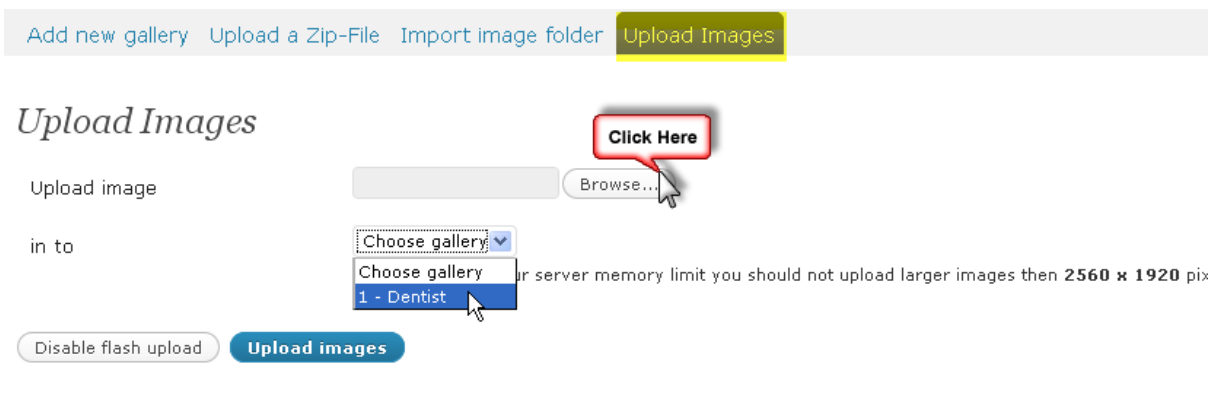 Add new gallery Upload a Zip-File Import image folder Upload Images
Upload Images
Click Here
Upload image Browse...
in to Choose gallery
Choose gallery
server memory limit you should not upload larger images then 2560 x 1920
1 - Dentist
Disable flash upload Upload images